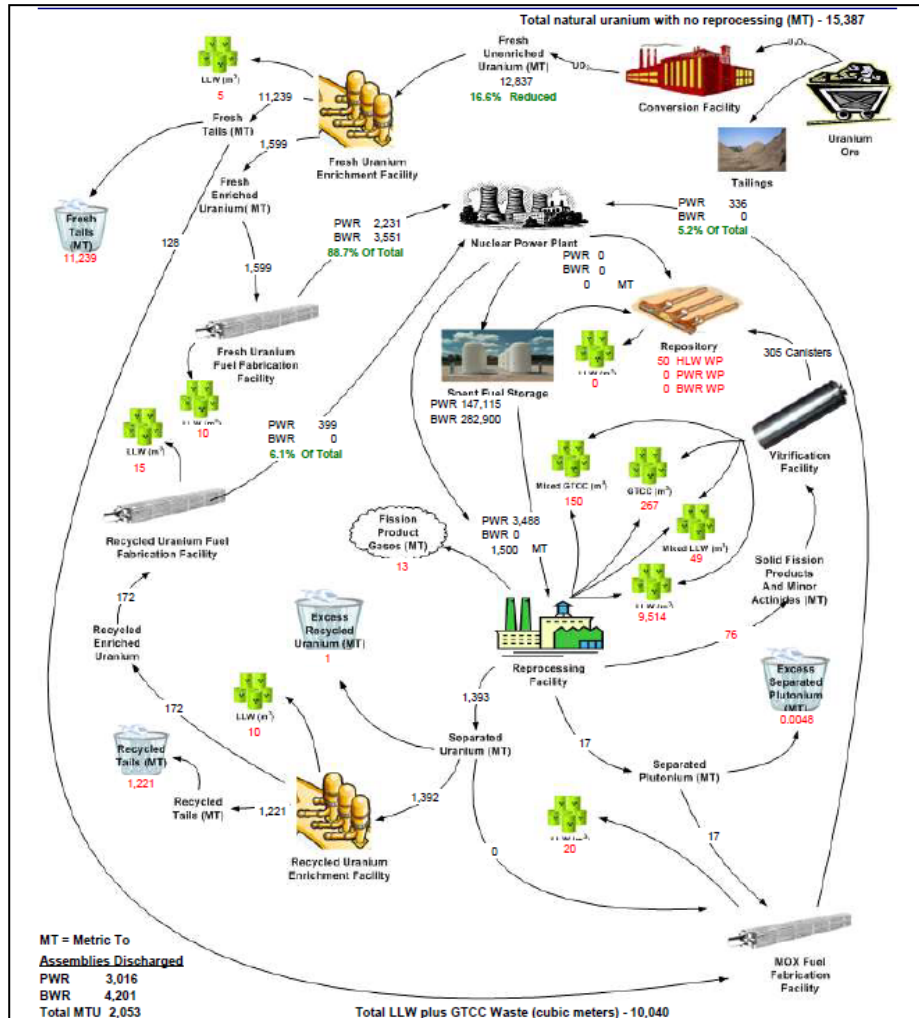 Total natural uranium with no reprocessing (MT) - 15,387
LLW (m³)
5
Fresh
Unenriched
Uranium (MT)
12,837
16.6% Reduced
UO₂
Conversion Facility
U₃O₈
Uranium
Ore
Tailings
11,239
Fresh
Tails (MT)
1,599
Fresh Uranium
Enrichment Facility
Fresh
Enriched
Uranium( MT)
Fresh
Tails
(MT)
11,239
128
1,599
PWR 2,231
BWR 3,551
88.7% Of Total
Nuclear Power Plant
PWR 336
BWR 0
5.2% Of Total
PWR 0
BWR 0
0 MT
Fresh Uranium
Fuel Fabrication
Facility
LLW (m³)
10
LLW (m³)
0
Repository
50 HLW WP
0 PWR WP
0 BWR WP
305 Canisters
Spent Fuel Storage
PWR 147,115
BWR 282,900
LLW (m³)
15
PWR 399
BWR 0
6.1% Of Total
Vitrification
Facility
Recycled Uranium Fuel
Fabrication Facility
Mixed GTCC (m³)
150
GTCC (m³)
267
Mixed LLW (m³)
49
LLW (m³)
9,514
Fission
Product
Gases (MT)
13
PWR 3,488
BWR 0
1,500 MT
Solid Fission
Products
And Minor
Actinides (MT)
76
172
Recycled
Enriched
Uranium
Excess
Recycled
Uranium (MT)
1
Reprocessing
Facility
Excess
Separated
Plutonium
(MT)
0.0048
1,393
172
LLW (m³)
10
Separated
Uranium (MT)
17
Separated
Plutonium (MT)
Recycled
Tails (MT)
1,221
Recycled
Tails (MT)
1,221
1,392
Recycled Uranium
Enrichment Facility
0
20
17
MOX Fuel
Fabrication
Facility
MT = Metric To
Assemblies Discharged
PWR 3,016
BWR 4,201
Total MTU 2,053
Total LLW plus GTCC Waste (cubic meters) - 10,040